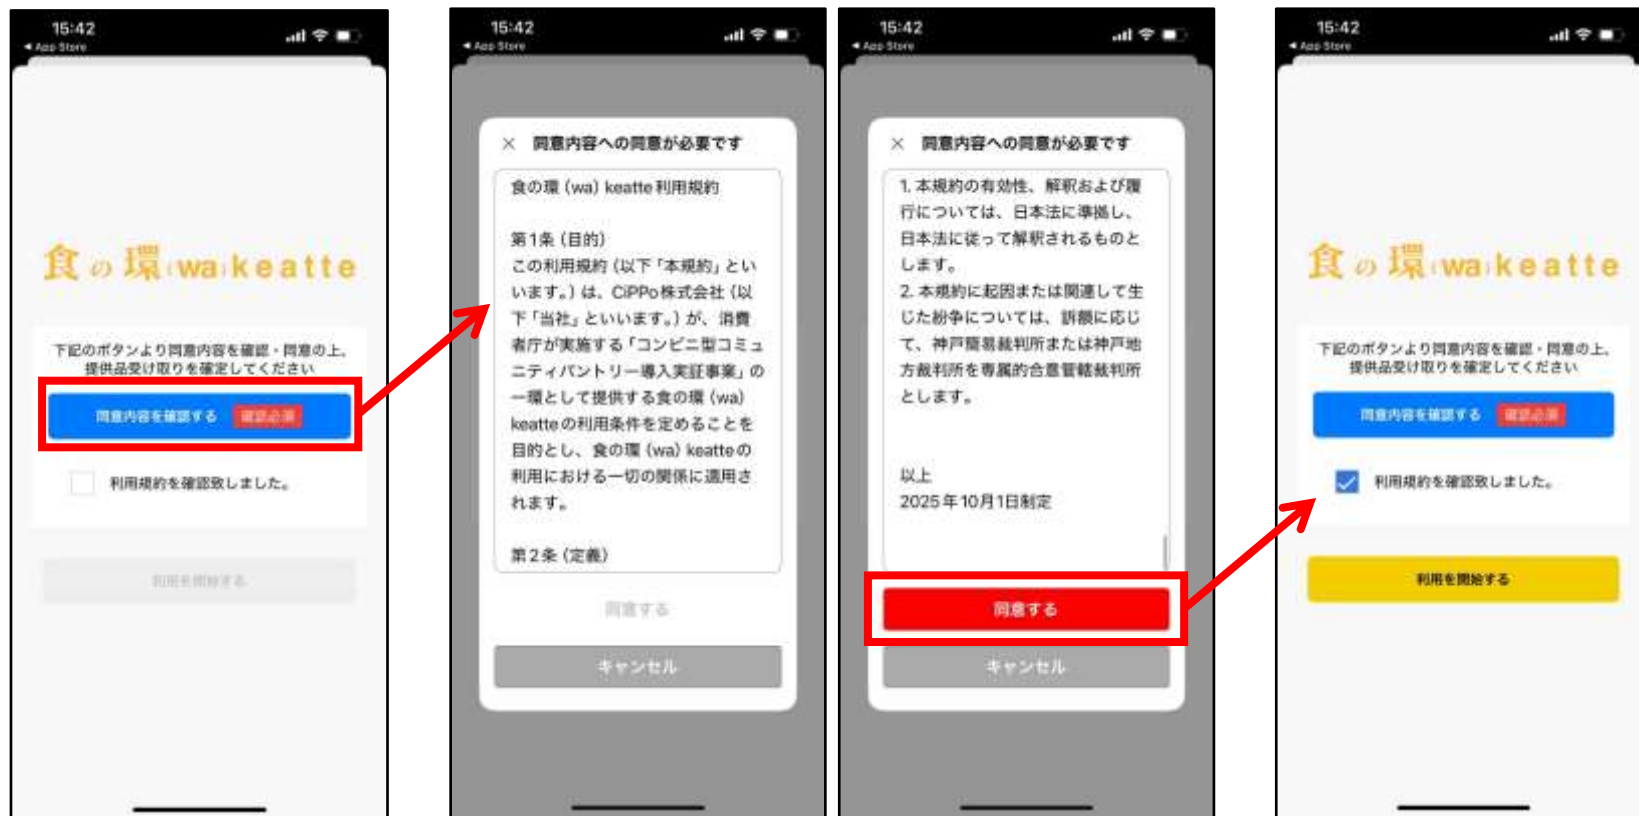 15:42
◀ App Store
食の環(wa)keatte
下記のボタンより同意内容を確認・同意の上、
提供品受け取りを確定してください
同意内容を確認する 確認必須
利用規約を確認致しました。
利用を開始する
15:42
◀ App Store
× 同意内容への同意が必要です
食の環（wa）keatte利用規約
第1条（目的）
この利用規約（以下「本規約」とい
います。）は、CiPPo株式会社（以
下「当社」といいます。）が、消費
者庁が実施する「コンビニ型コミュ
ニティパントリー導入実証事業」の
一環として提供する食の環（wa）
keatteの利用条件を定めることを
目的とし、食の環（wa）keatteの
利用における一切の関係に適用さ
れます。
第2条（定義）
同意する
キャンセル
15:42
◀ App Store
× 同意内容への同意が必要です
1. 本規約の有効性、解釈および履
行については、日本法に準拠し、
日本法に従って解釈されるものと
します。
2. 本規約に起因または関連して生
じた紛争については、訴額に応じ
て、神戸簡易裁判所または神戸地
方裁判所を専属的合意管轄裁判所
とします。
以上
2025年10月1日制定
同意する
キャンセル
15:42
◀ App Store
食の環(wa)keatte
下記のボタンより同意内容を確認・同意の上、
提供品受け取りを確定してください
同意内容を確認する 確認必須
利用規約を確認致しました。
利用を開始する